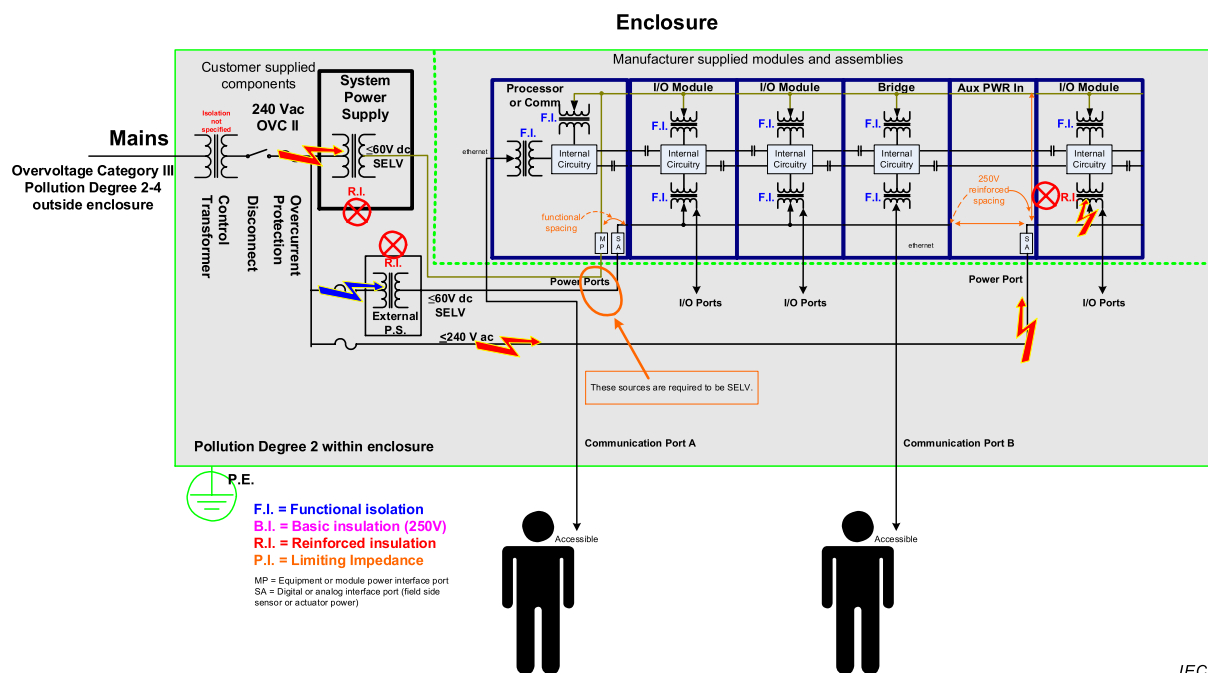 Enclosure
Manufacturer supplied modules and assemblies
Customer supplied
components
System
Power
Supply
240 Vac
OVC II
Isolation
not
specified
Mains
Overvoltage Category III
Pollution Degree 2-4
outside enclosure
Control
Transformer
Disconnect
Overcurrent
Protection
≤60V dc
SELV
R.I.
R.I.
External
P.S.
≤60V dc
SELV
≤240 V ac
Processor
or Comm
F.I.
F.I.
ethernet
Internal
Circuitry
functional
spacing
M
P
S
A
Power Ports
I/O Module
F.I.
Internal
Circuitry
F.I.
I/O Ports
I/O Module
F.I.
Internal
Circuitry
F.I.
I/O Ports
Bridge
F.I.
Internal
Circuitry
F.I.
ethernet
Aux PWR In
250V
reinforced
spacing
S
A
Power Port
I/O Module
F.I.
Internal
Circuitry
R.I
I/O Ports
These sources are required to be SELV.
Communication Port A
Communication Port B
Pollution Degree 2 within enclosure
P.E.
F.I. = Functional isolation
B.I. = Basic insulation (250V)
R.I. = Reinforced insulation
P.I. = Limiting Impedance
MP = Equipment or module power interface port
SA = Digital or analog interface port (field side
sensor or actuator power)
Accessible
Accessible
IEC